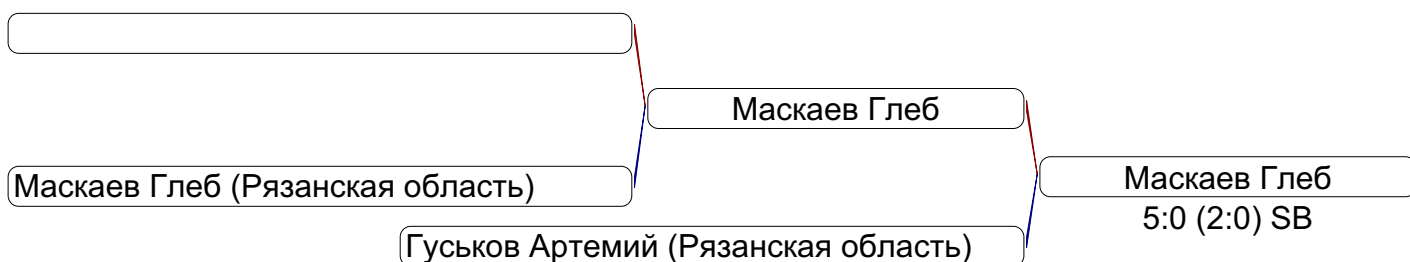 Маскаев Глеб
Маскаев Глеб (Рязанская область)
Маскаев Глеб
5:0 (2:0) SB
Гуськов Артемий (Рязанская область)